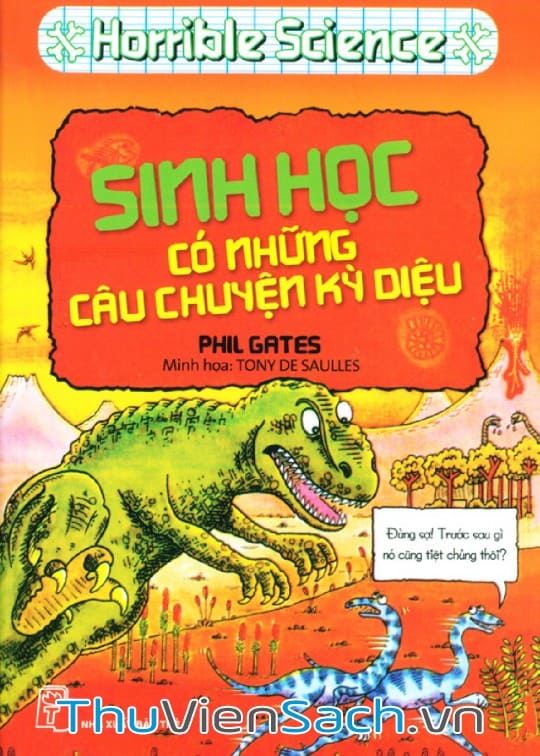 Horrible Science
SINH HỌC
CÓ NHỮNG
CÂU CHUYỆN KỲ DIỆU
PHIL GATES
Minh họa: TONY DE SAULLES
Đừng sợ! Trước sau gì
nó cũng tiệt chủng thôi?
ThuVienSach.vn